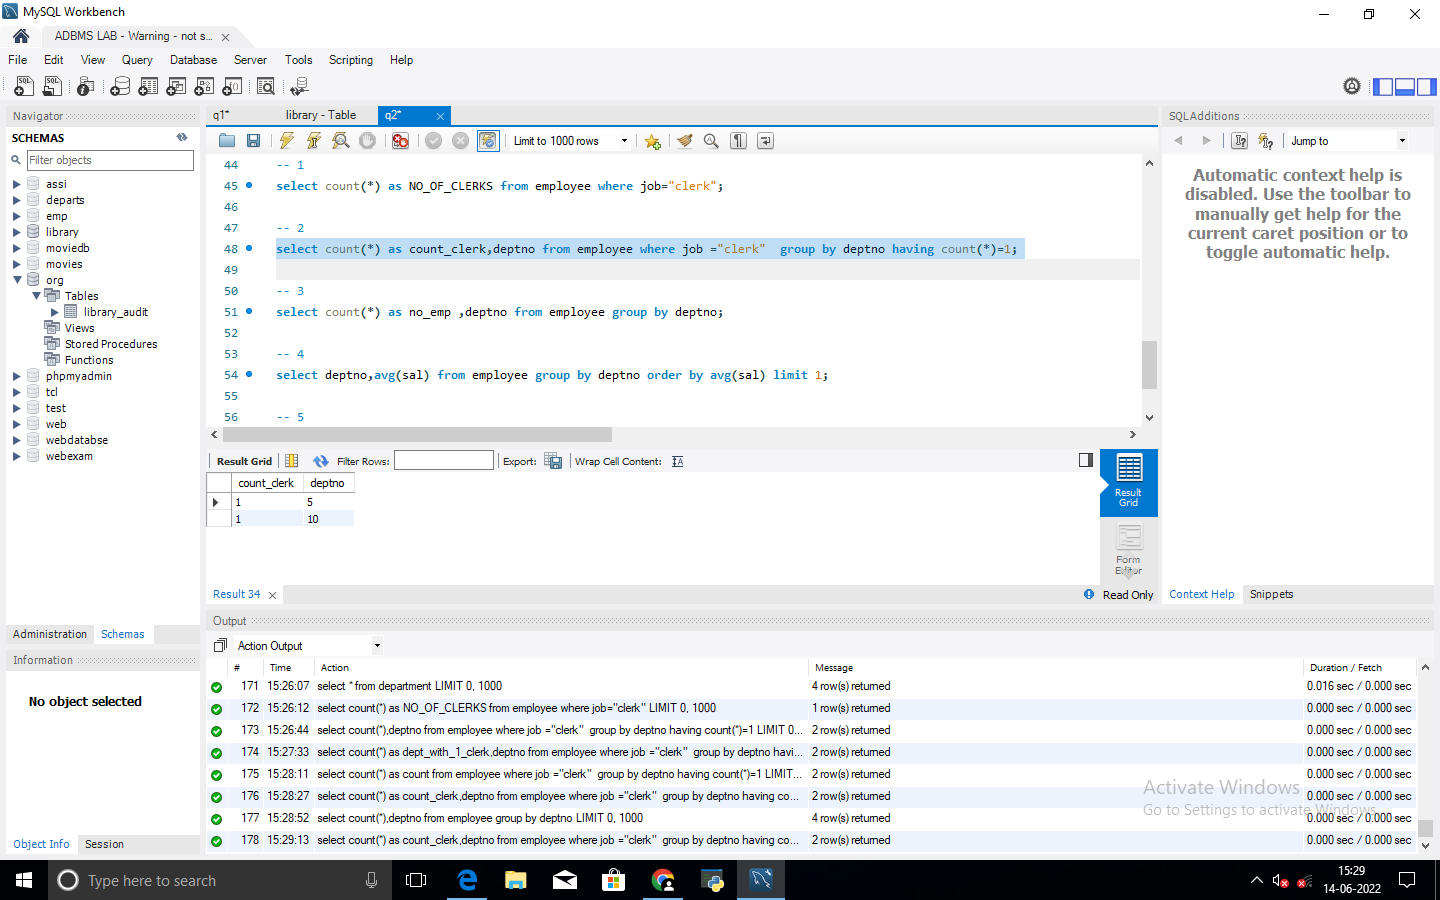 MySQL Workbench
ADBMS LAB - Warning - not s...
File Edit View Query Database Server Tools Scripting Help
Navigator
SCHEMAS
Filter objects
assi
departs
emp
library
moviedb
movies
org
Tables
library_audit
Views
Stored Procedures
Functions
phpmyadmin
tcl
test
web
webdatabse
webexam
Administration Schemas
Information
No object selected
Object Info Session
q1* library - Table q2*
Limit to 1000 rows
44 -- 1
45 select count(*) as NO_OF_CLERKS from employee where job="clerk";
46
47 -- 2
48 select count(*) as count_clerk,deptno from employee where job ="clerk"  group by deptno having count(*)=1;
49
50 -- 3
51 select count(*) as no_emp ,deptno from employee group by deptno;
52
53 -- 4
54 select deptno,avg(sal) from employee group by deptno order by avg(sal) limit 1;
55
56 -- 5
Result Grid Filter Rows: Export: Wrap Cell Content:
count_clerk deptno
1 5
1 10
Result Grid
Form Editor
Result 34
Read Only
SQLAdditions
Jump to
Automatic context help is
disabled. Use the toolbar to
manually get help for the
current caret position or to
toggle automatic help.
Context Help Snippets
Output
Action Output
# Time Action Message Duration / Fetch
171 15:26:07 select * from department LIMIT 0, 1000 4 row(s) returned 0.016 sec / 0.000 sec
172 15:26:12 select count(*) as NO_OF_CLERKS from employee where job="clerk" LIMIT 0, 1000 1 row(s) returned 0.000 sec / 0.000 sec
173 15:26:44 select count(*),deptno from employee where job ="clerk"  group by deptno having count(*)=1 LIMIT 0... 2 row(s) returned 0.000 sec / 0.000 sec
174 15:27:33 select count(*) as dept_with_1_clerk,deptno from employee where job ="clerk"  group by deptno havi... 2 row(s) returned 0.000 sec / 0.000 sec
175 15:28:11 select count(*) as count from employee where job ="clerk"  group by deptno having count(*)=1 LIMIT... 2 row(s) returned 0.000 sec / 0.000 sec
176 15:28:27 select count(*) as count_clerk,deptno from employee where job ="clerk"  group by deptno having co... 2 row(s) returned 0.000 sec / 0.000 sec
177 15:28:52 select count(*),deptno from employee group by deptno LIMIT 0, 1000 4 row(s) returned 0.000 sec / 0.000 sec
178 15:29:13 select count(*) as count_clerk,deptno from employee where job ="clerk"  group by deptno having co... 2 row(s) returned 0.000 sec / 0.000 sec
Activate Windows
Go to Settings to activate Windows.
Type here to search
15:29
14-06-2022